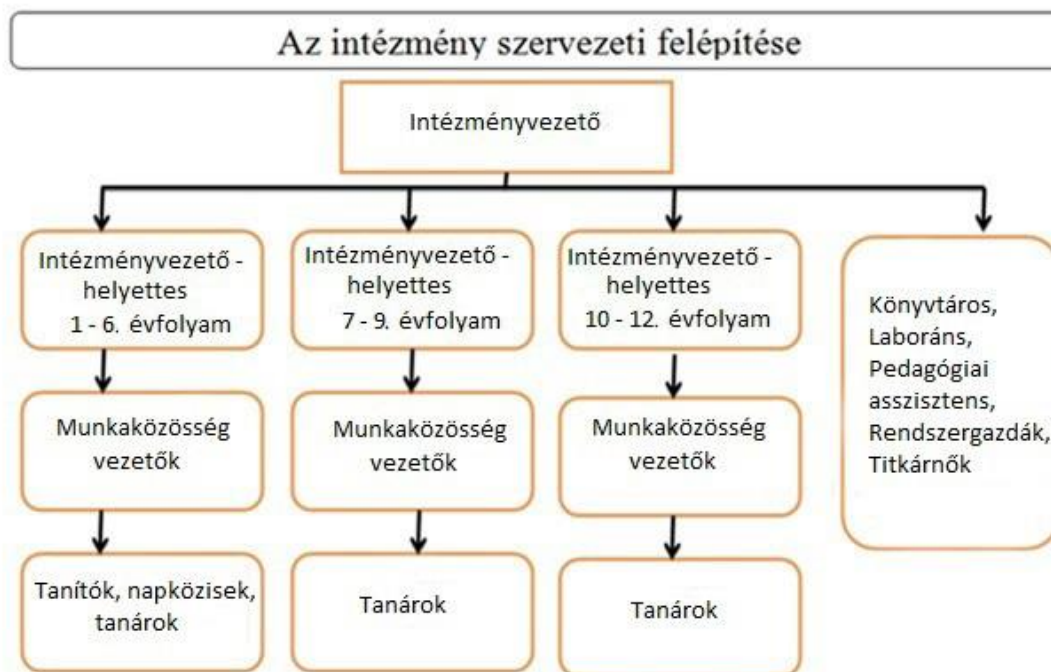 Az intézmény szervezeti felépítése
Intézményvezető
Intézményvezető -
helyettes
1 - 6. évfolyam
Intézményvezető -
helyettes
7 - 9. évfolyam
Intézményvezető -
helyettes
10 - 12. évfolyam
Könyvtáros,
Laboráns,
Pedagógiai
asszisztens,
Rendszergazdák,
Titkárnők
Munkaközösség
vezetők
Munkaközösség
vezetők
Munkaközösség
vezetők
Tanítók, napközisek,
tanárok
Tanárok
Tanárok